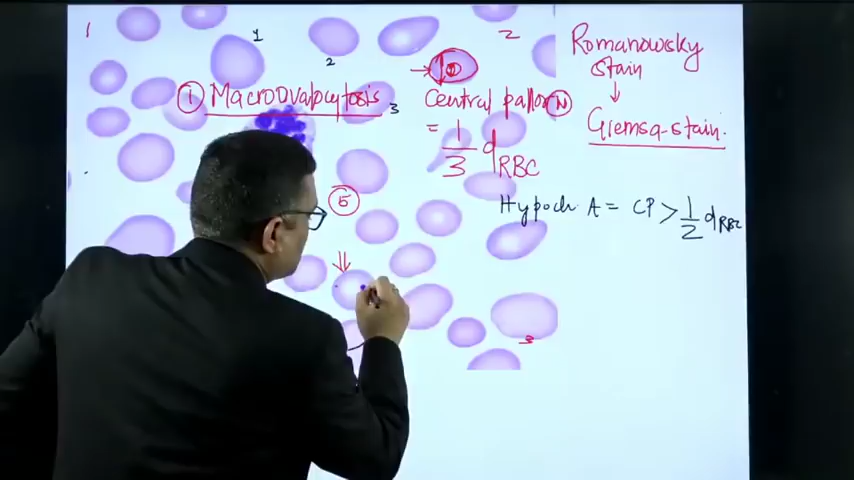 1
1
2
2
① Macroovalocytosis
3
Central pallor (N)
= 1/3 d RBC
Romanowsky
stain
↓
Giemsa-stain.
5
Hypoch. A = CP > 1/2 d RBC